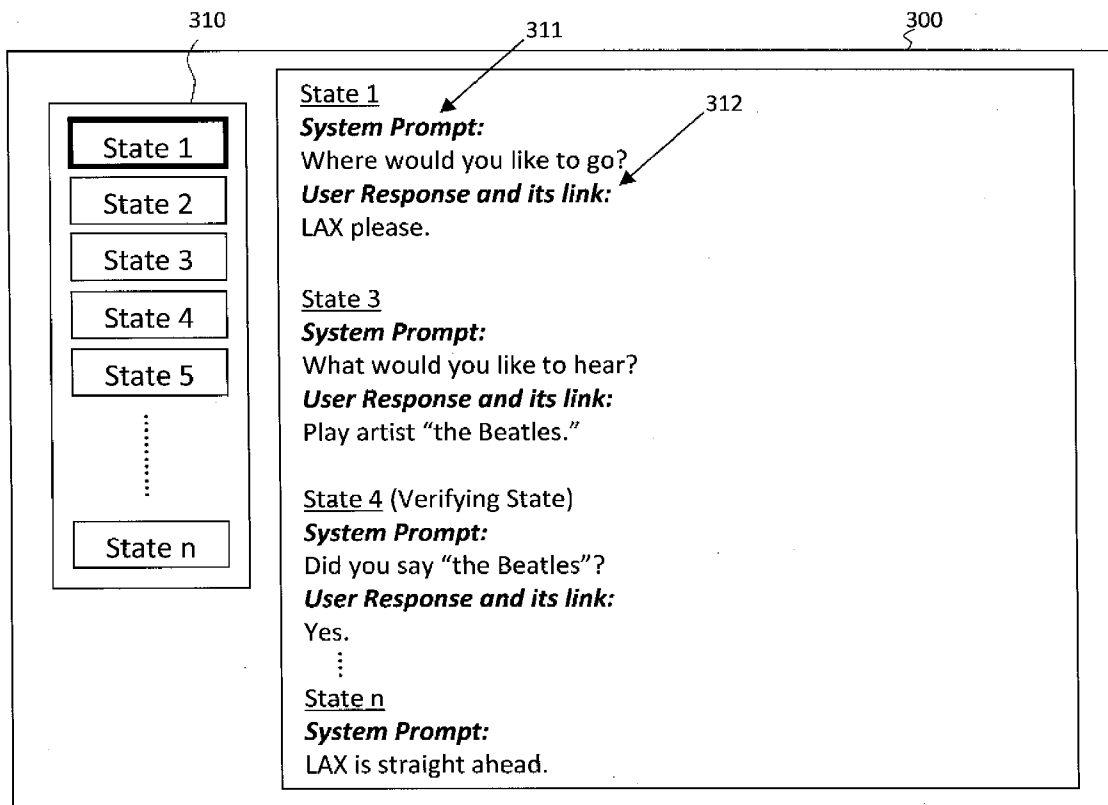 310
311
300
312
State 1
State 2
State 3
State 4
State 5
State n
State 1
System Prompt:
Where would you like to go?
User Response and its link:
LAX please.
State 3
System Prompt:
What would you like to hear?
User Response and its link:
Play artist “the Beatles.”
State 4 (Verifying State)
System Prompt:
Did you say “the Beatles”?
User Response and its link:
Yes.
State n
System Prompt:
LAX is straight ahead.